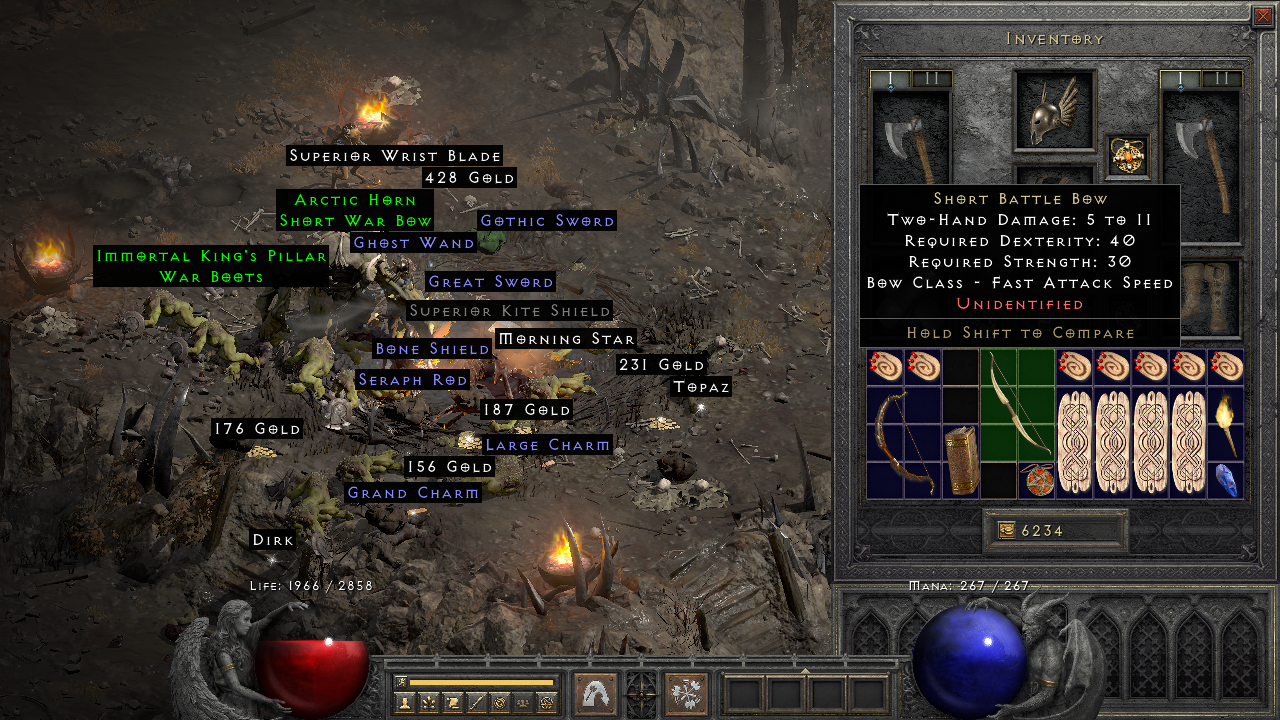 Inventory
I II
I II
Superior Wrist Blade
428 Gold
Arctic Horn
Short War Bow
Gothic Sword
Ghost Wand
Immortal King's Pillar
War Boots
Great Sword
Superior Kite Shield
Morning Star
Bone Shield
231 Gold
Seraph Rod
Topaz
187 Gold
176 Gold
Large Charm
156 Gold
Grand Charm
Dirk
Short Battle Bow
Two-Hand Damage: 5 to 11
Required Dexterity: 40
Required Strength: 30
Bow Class - Fast Attack Speed
Unidentified
Hold Shift to Compare
6234
Life: 1966 / 2858
Mana: 267 / 267